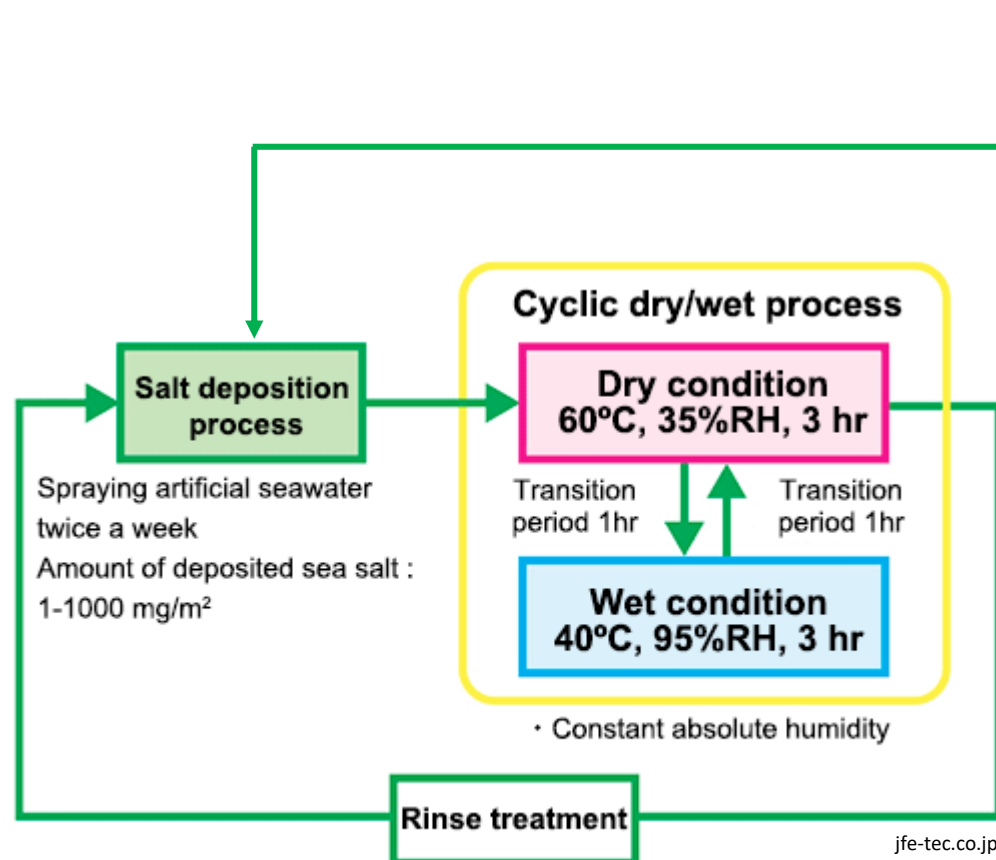 Cyclic dry/wet process
Salt deposition
process
Dry condition
60ºC, 35%RH, 3 hr
Spraying artificial seawater
twice a week
Amount of deposited sea salt :
1-1000 mg/m²
Transition
period 1hr
Transition
period 1hr
Wet condition
40ºC, 95%RH, 3 hr
・Constant absolute humidity
Rinse treatment
jfe-tec.co.jp